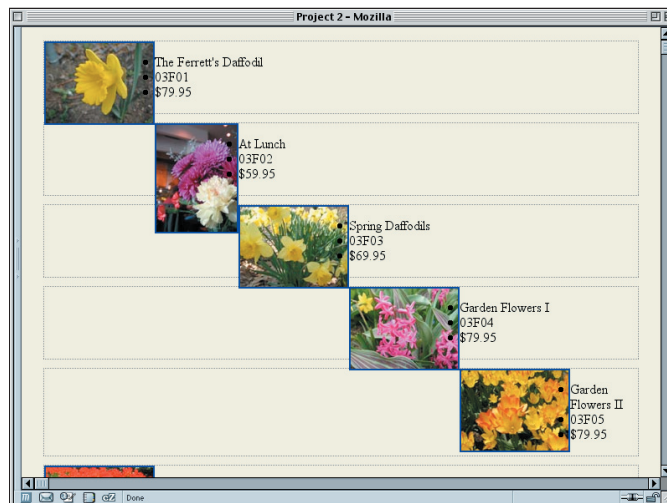 Project 2 – Mozilla
The Ferrett's Daffodil
03F01
$79.95
At Lunch
03F02
$59.95
Spring Daffodils
03F03
$69.95
Garden Flowers I
03F04
$79.95
Garden
Flowers II
03F05
$79.95
Done